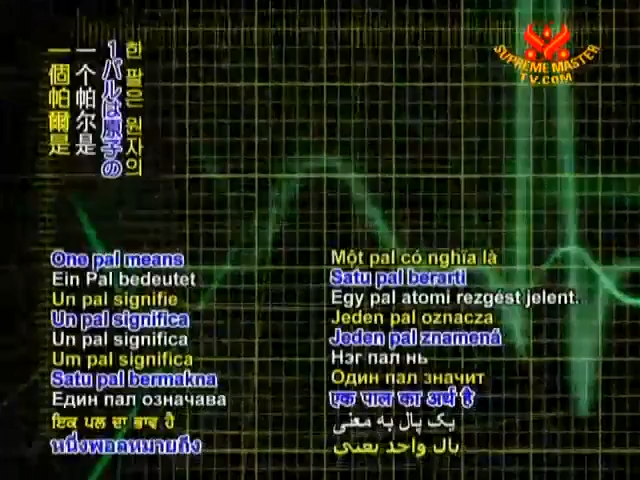 한 팔은 원자의
1パルは原子の
一个帕尔是
一個帕爾是
SUPREME MASTER
TV.COM
One pal means
Ein Pal bedeutet
Un pal signifie
Un pal significa
Un pal significa
Um pal significa
Satu pal bermakna
Един пал означава
ਇਕ ਪਲ ਦਾ ਭਾਵ ਹੈ
หนึ่งพอลหมายถึง
Một pal có nghĩa là
Satu pal berarti
Egy pal atomi rezgést jelent.
Jeden pal oznacza
Jeden pal znamená
Нэг пал нь
Один пал значит
एक पाल का अर्थ है
یک پال به معنی
بال واحد يعني